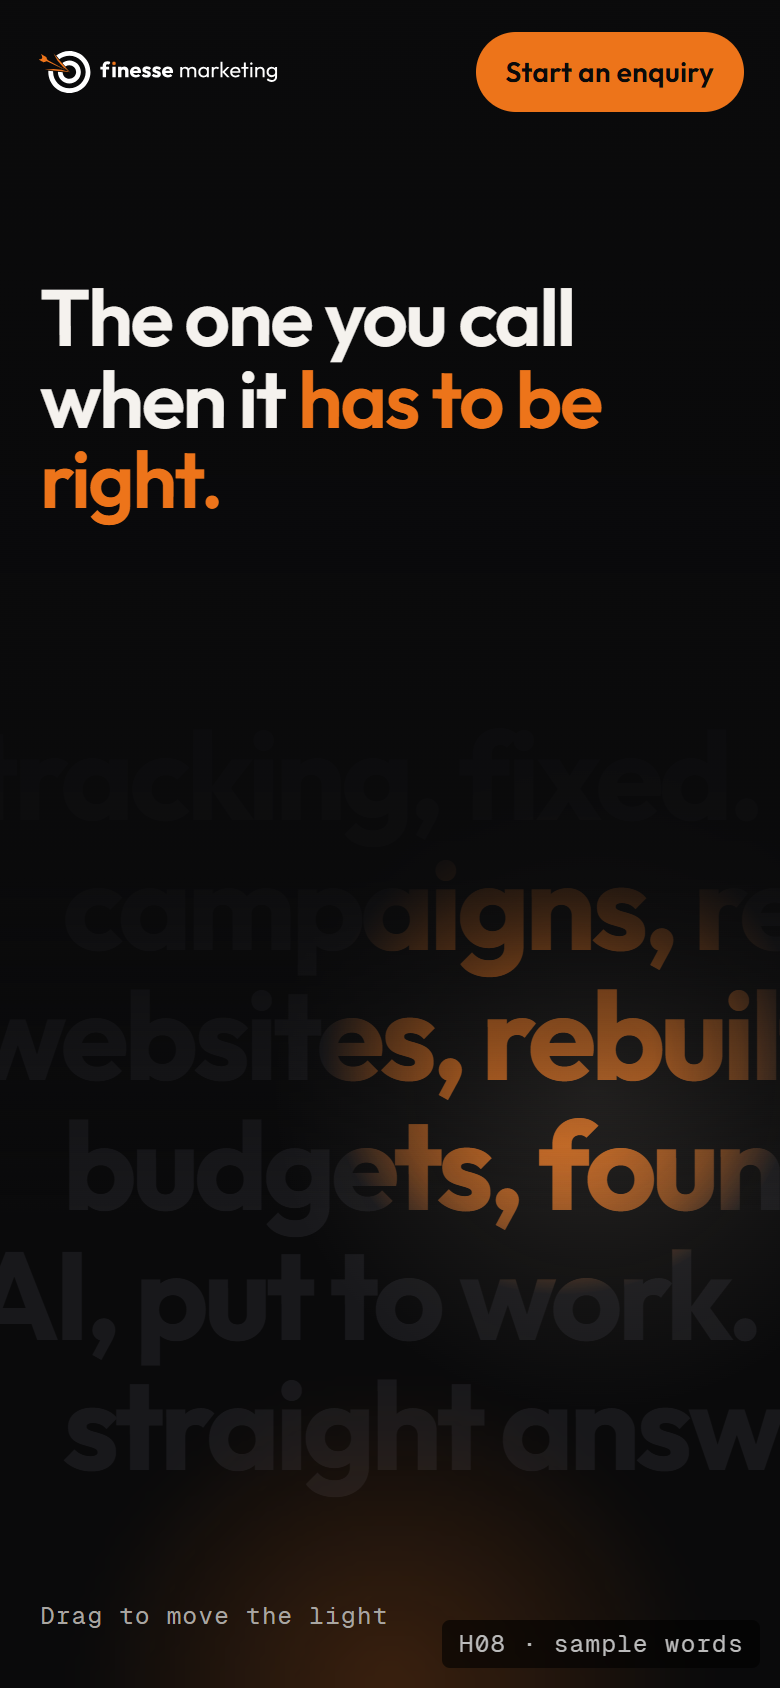 finesse marketing
Start an enquiry
The one you call
when it has to be
right.
tracking, fixed.
campaigns, re
websites, rebuil
budgets, foun
AI, put to work.
straight answ
Drag to move the light
H08 · sample words